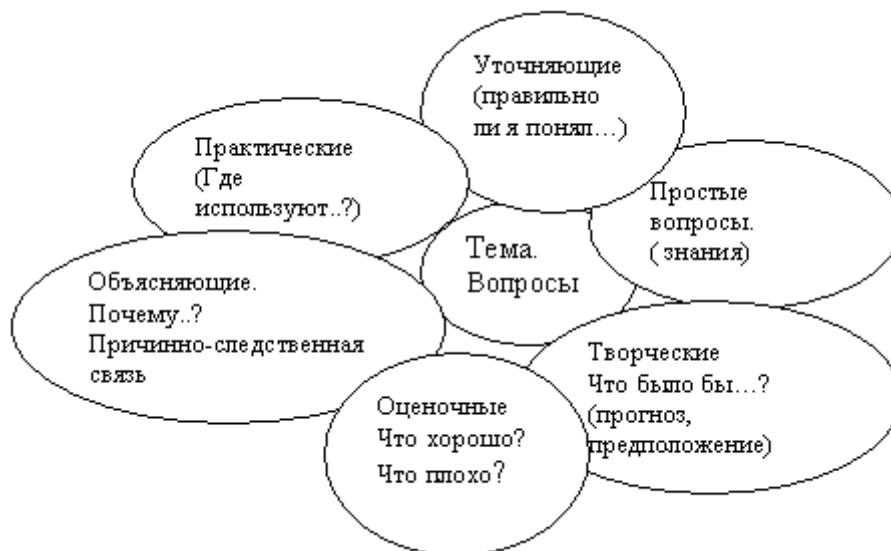 Уточняющие
(правильно
ли я понял…)
Практические
(Где
используют..?)
Простые
вопросы.
( знания)
Тема.
Вопросы
Объясняющие.
Почему..?
Причинно-следственная
связь
Творческие
Что было бы…?
(прогноз,
предположение)
Оценочные
Что хорошо?
Что плохо?